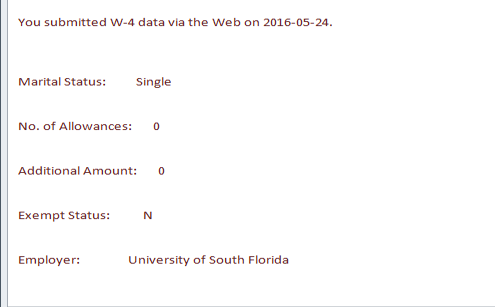 You submitted W-4 data via the Web on 2016-05-24.
Marital Status: Single
No. of Allowances: 0
Additional Amount: 0
Exempt Status: N
Employer: University of South Florida